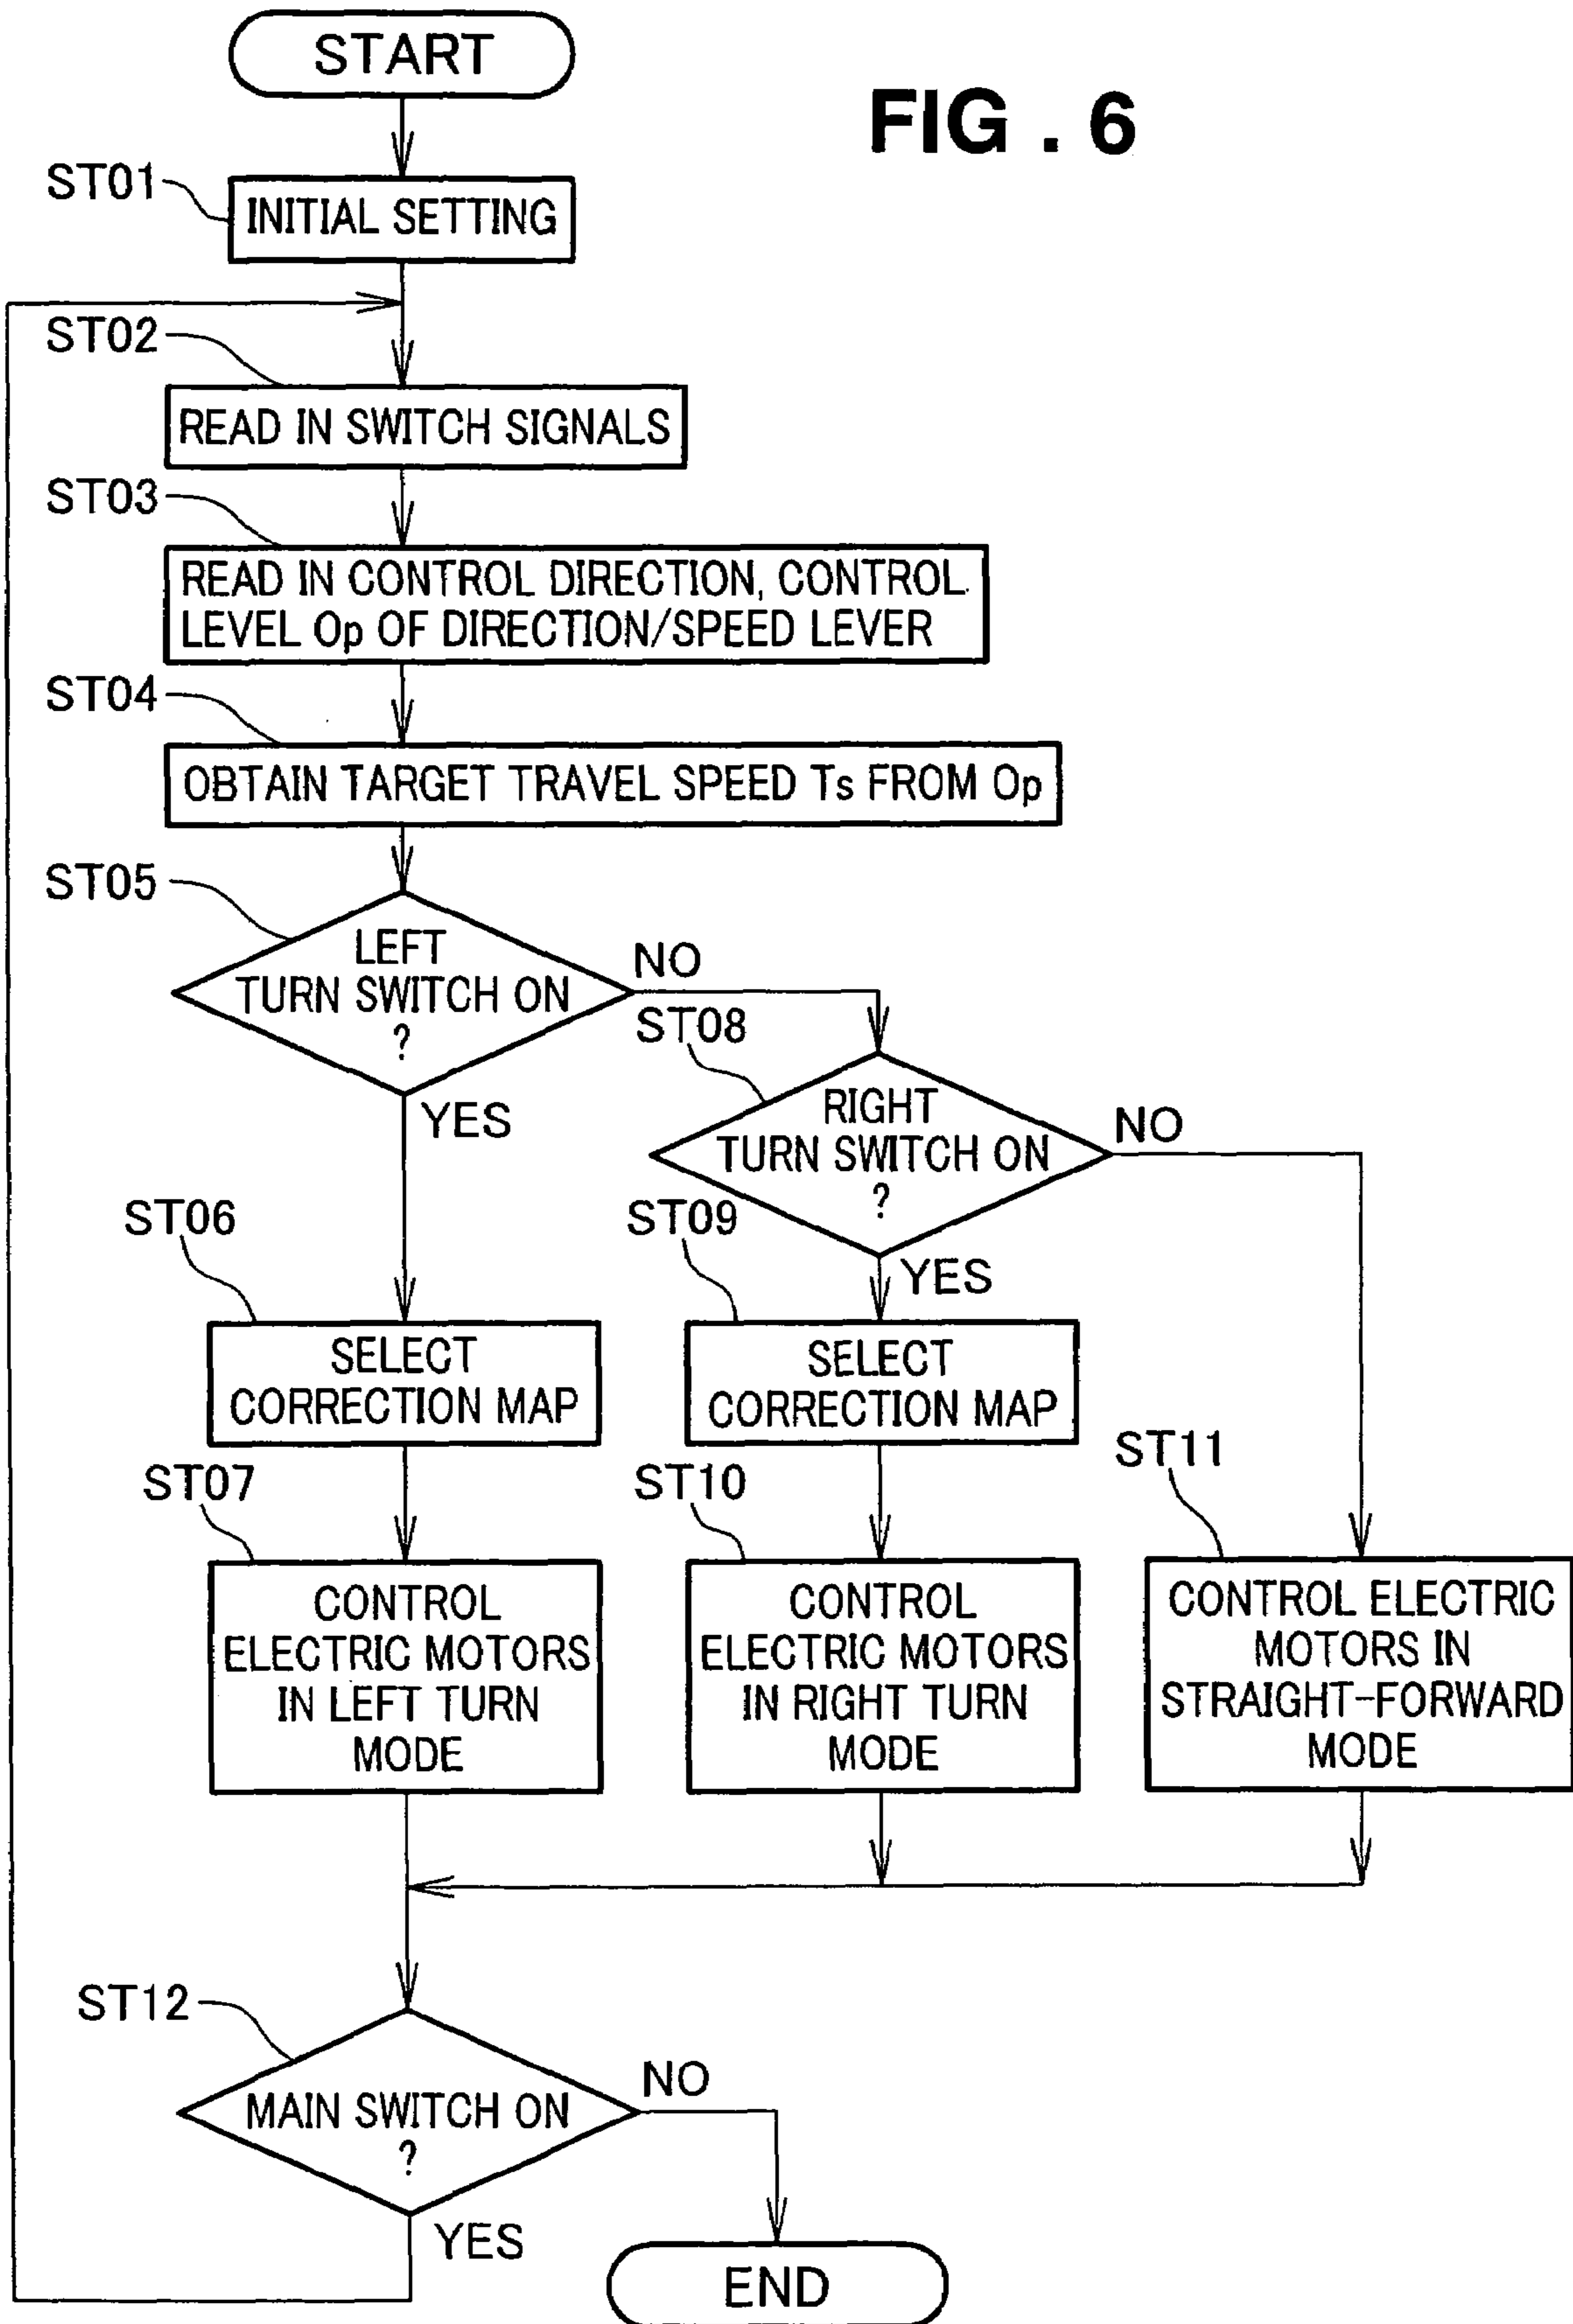 START
FIG . 6
ST01
INITIAL SETTING
ST02
READ IN SWITCH SIGNALS
ST03
READ IN CONTROL DIRECTION, CONTROL
LEVEL Op OF DIRECTION/SPEED LEVER
ST04
OBTAIN TARGET TRAVEL SPEED Ts FROM Op
ST05
LEFT
TURN SWITCH ON
?
NO
YES
ST08
RIGHT
TURN SWITCH ON
?
NO
YES
ST06
SELECT
CORRECTION MAP
ST09
SELECT
CORRECTION MAP
ST07
CONTROL
ELECTRIC MOTORS
IN LEFT TURN
MODE
ST10
CONTROL
ELECTRIC MOTORS
IN RIGHT TURN
MODE
ST11
CONTROL ELECTRIC
MOTORS IN
STRAIGHT-FORWARD
MODE
ST12
MAIN SWITCH ON
?
NO
YES
END